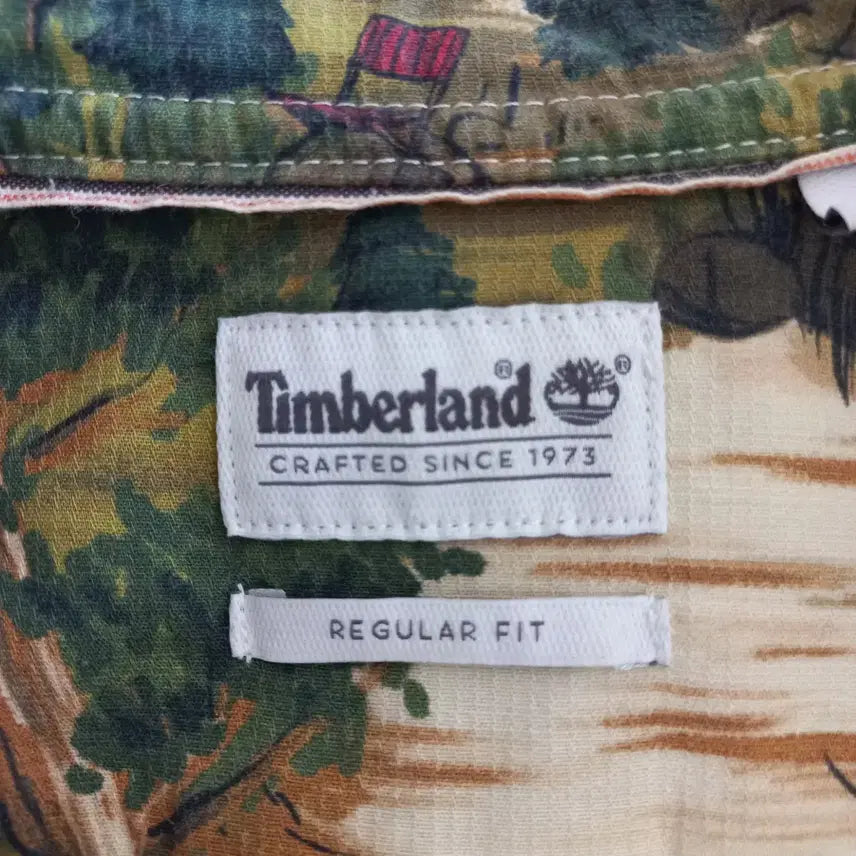 Timberland® ®
CRAFTED SINCE 1973
REGULAR FIT